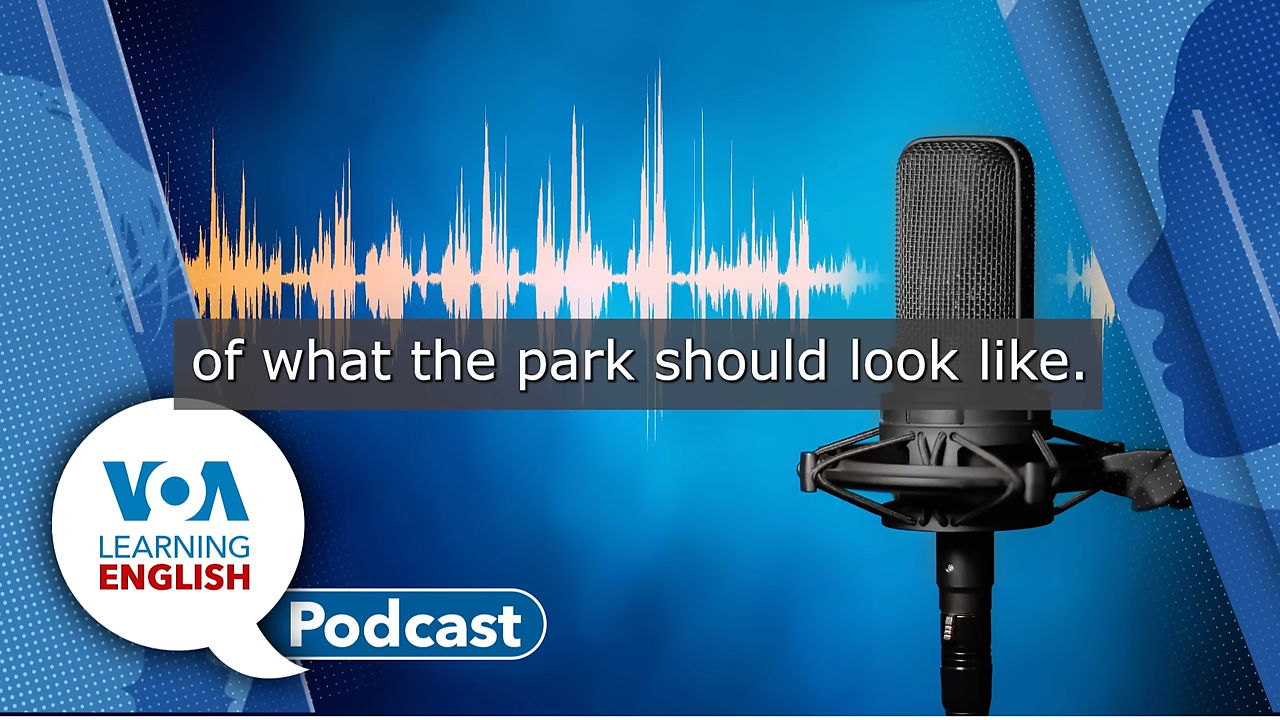 of what the park should look like.
VOA
LEARNING
ENGLISH
Podcast